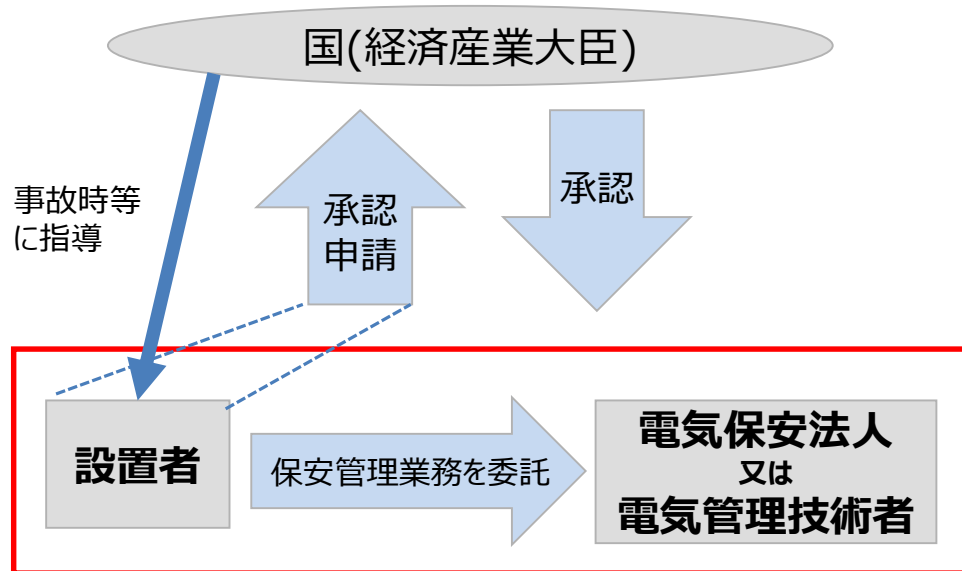 国(経済産業大臣)
事故時等
に指導
承認
申請
承認
設置者
保安管理業務を委託
電気保安法人
又は
電気管理技術者